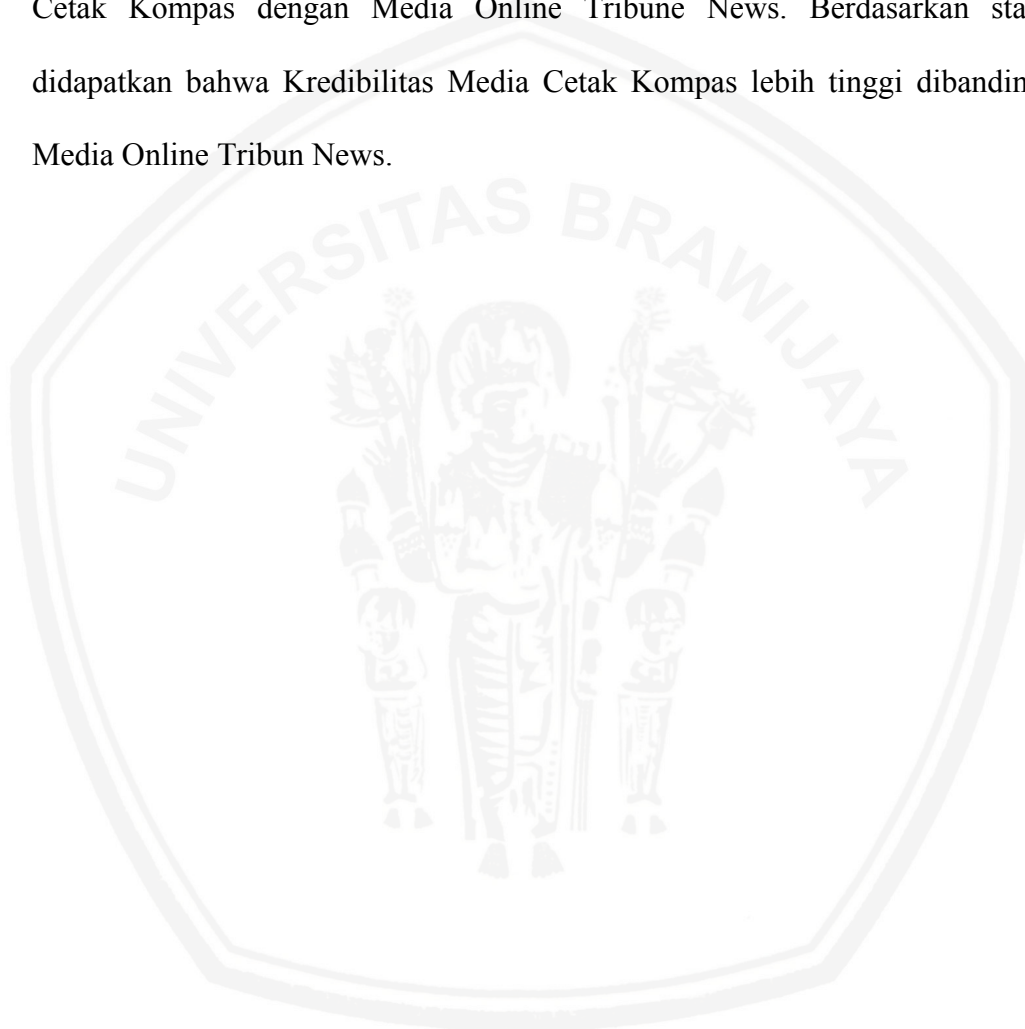 Cetak Kompas dengan Media Online Tribune News. Berdasarkan
didapatkan bahwa Kredibilitas Media Cetak Kompas lebih tinggi
Media Online Tribun News.
UNIVERSITAS BRAWIJAYA